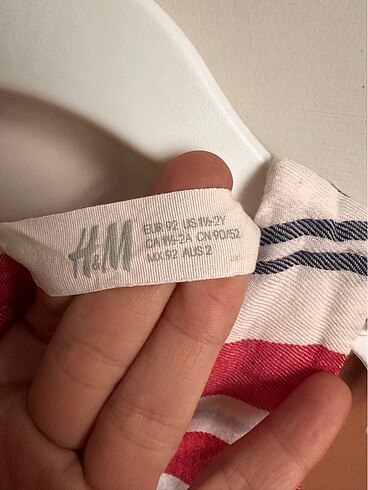 H&M
EUR 92 US 1½-2Y
CA 1½-2A CN 90/52
MX 92 AUS 2